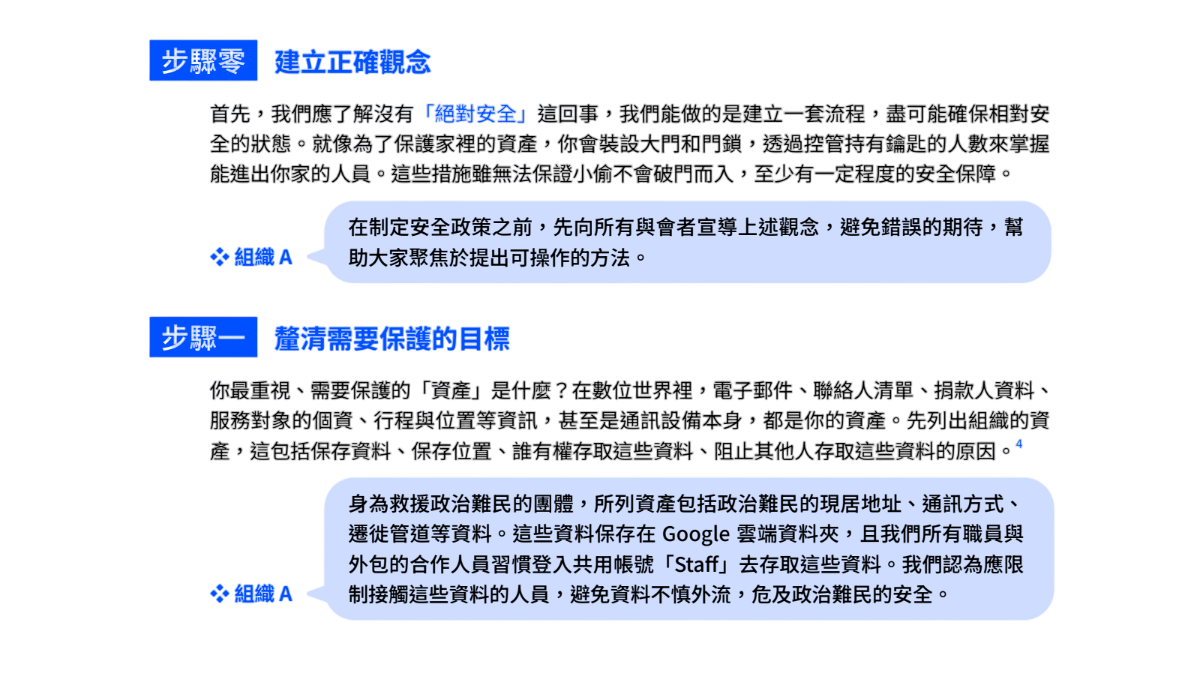 步驟零 建立正確觀念
首先，我們應了解沒有「絕對安全」這回事，我們能做的是建立一套流程，盡可能確保相對安
全的狀態。就像為了保護家裡的資產，你會裝設大門和門鎖，透過控管持有鑰匙的人數來掌握
能進出你家的人員。這些措施雖無法保證小偷不會破門而入，至少有一定程度的安全保障。
在制定安全政策之前，先向所有與會者宣導上述觀念，避免錯誤的期待，幫
助大家聚焦於提出可操作的方法。
❖ 組織 A
步驟一 釐清需要保護的目標
你最重視、需要保護的「資產」是什麼？在數位世界裡，電子郵件、聯絡人清單、捐款人資料、
服務對象的個資、行程與位置等資訊，甚至是通訊設備本身，都是你的資產。先列出組織的資
產，這包括保存資料、保存位置、誰有權存取這些資料、阻止其他人存取這些資料的原因。4
身為救援政治難民的團體，所列資產包括政治難民的現居地址、通訊方式、
遷徙管道等資料。這些資料保存在 Google 雲端資料夾，且我們所有職員與
外包的合作人員習慣登入共用帳號「Staff」去存取這些資料。我們認為應限
制接觸這些資料的人員，避免資料不慎外流，危及政治難民的安全。
❖ 組織 A